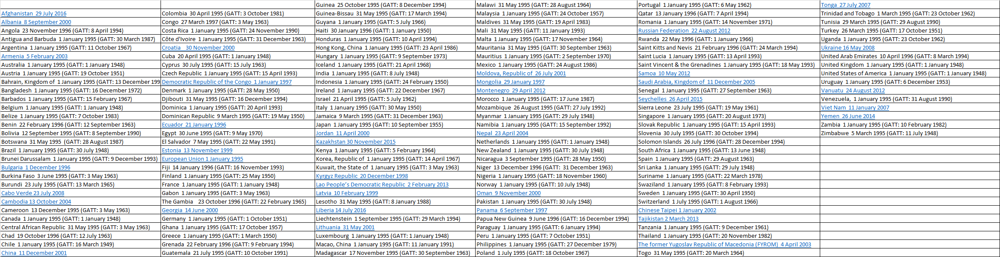 Afghanistan 29 July 2016
Albania 8 September 2000
Angola 23 November 1996 (GATT: 8 April 1994)
Antigua and Barbuda 1 January 1995 (GATT: 30 March 1987)
Argentina 1 January 1995 (GATT: 11 October 1967)
Armenia 5 February 2003
Australia 1 January 1995 (GATT: 1 January 1948)
Austria 1 January 1995 (GATT: 19 October 1951)
Bahrain, Kingdom of 1 January 1995 (GATT: 13 December 199
Bangladesh 1 January 1995 (GATT: 16 December 1972)
Barbados 1 January 1995 (GATT: 15 February 1967)
Belgium 1 January 1995 (GATT: 1 January 1948)
Belize 1 January 1995 (GATT: 7 October 1983)
Benin 22 February 1996 (GATT: 12 September 1963)
Bolivia 12 September 1995 (GATT: 8 September 1990)
Botswana 31 May 1995 (GATT: 28 August 1987)
Brazil 1 January 1995 (GATT: 30 July 1948)
Brunei Darussalam 1 January 1995 (GATT: 9 December 1993)
Bulgaria 1 December 1996
Burkina Faso 3 June 1995 (GATT: 3 May 1963)
Burundi 23 July 1995 (GATT: 13 March 1965)
Cabo Verde 23 July 2008
Cambodia 13 October 2004
Cameroon 13 December 1995 (GATT: 3 May 1963)
Canada 1 January 1995 (GATT: 1 January 1948)
Central African Republic 31 May 1995 (GATT: 3 May 1963)
Chad 19 October 1996 (GATT: 12 July 1963)
Chile 1 January 1995 (GATT: 16 March 1949)
China 11 December 2001
Colombia 30 April 1995 (GATT: 3 October 1981)
Congo 27 March 1997 (GATT: 3 May 1963)
Costa Rica 1 January 1995 (GATT: 24 November 1990)
Côte d'Ivoire 1 January 1995 (GATT: 31 December 1963)
Croatia 30 November 2000
Cuba 20 April 1995 (GATT: 1 January 1948)
Cyprus 30 July 1995 (GATT: 15 July 1963)
Czech Republic 1 January 1995 (GATT: 15 April 1993)
Democratic Republic of the Congo 1 January 1997
Denmark 1 January 1995 (GATT: 28 May 1950)
Djibouti 31 May 1995 (GATT: 16 December 1994)
Dominica 1 January 1995 (GATT: 20 April 1993)
Dominican Republic 9 March 1995 (GATT: 19 May 1950)
Ecuador 21 January 1996
Egypt 30 June 1995 (GATT: 9 May 1970)
El Salvador 7 May 1995 (GATT: 22 May 1991)
Estonia 13 November 1999
European Union 1 January 1995
Fiji 14 January 1996 (GATT: 16 November 1993)
Finland 1 January 1995 (GATT: 25 May 1950)
France 1 January 1995 (GATT: 1 January 1948)
Gabon 1 January 1995 (GATT: 3 May 1963)
The Gambia 23 October 1996 (GATT: 22 February 1965)
Georgia 14 June 2000
Germany 1 January 1995 (GATT: 1 October 1951)
Ghana 1 January 1995 (GATT: 17 October 1957)
Greece 1 January 1995 (GATT: 1 March 1950)
Grenada 22 February 1996 (GATT: 9 February 1994)
Guatemala 21 July 1995 (GATT: 10 October 1991)
Guinea 25 October 1995 (GATT: 8 December 1994)
Guinea-Bissau 31 May 1995 (GATT: 17 March 1994)
Guyana 1 January 1995 (GATT: 5 July 1966)
Haiti 30 January 1996 (GATT: 1 January 1950)
Honduras 1 January 1995 (GATT: 10 April 1994)
Hong Kong, China 1 January 1995 (GATT: 23 April 1986)
Hungary 1 January 1995 (GATT: 9 September 1973)
Iceland 1 January 1995 (GATT: 21 April 1968)
India 1 January 1995 (GATT: 8 July 1948)
Indonesia 1 January 1995 (GATT: 24 February 1950)
Ireland 1 January 1995 (GATT: 22 December 1967)
Israel 21 April 1995 (GATT: 5 July 1962)
Italy 1 January 1995 (GATT: 30 May 1950)
Jamaica 9 March 1995 (GATT: 31 December 1963)
Japan 1 January 1995 (GATT: 10 September 1955)
Jordan 11 April 2000
Kazakhstan 30 November 2015
Kenya 1 January 1995 (GATT: 5 February 1964)
Korea, Republic of 1 January 1995 (GATT: 14 April 1967)
Kuwait, the State of 1 January 1995 (GATT: 3 May 1963)
Kyrgyz Republic 20 December 1998
Lao People’s Democratic Republic 2 February 2013
Latvia 10 February 1999
Lesotho 31 May 1995 (GATT: 8 January 1988)
Liberia 14 July 2016
Liechtenstein 1 September 1995 (GATT: 29 March 1994)
Lithuania 31 May 2001
Luxembourg 1 January 1995 (GATT: 1 January 1948)
Macao, China 1 January 1995 (GATT: 11 January 1991)
Madagascar 17 November 1995 (GATT: 30 September 1963)
Malawi 31 May 1995 (GATT: 28 August 1964)
Malaysia 1 January 1995 (GATT: 24 October 1957)
Maldives 31 May 1995 (GATT: 19 April 1983)
Mali 31 May 1995 (GATT: 11 January 1993)
Malta 1 January 1995 (GATT: 17 November 1964)
Mauritania 31 May 1995 (GATT: 30 September 1963)
Mauritius 1 January 1995 (GATT: 2 September 1970)
Mexico 1 January 1995 (GATT: 24 August 1986)
Moldova, Republic of 26 July 2001
Mongolia 29 January 1997
Montenegro 29 April 2012
Morocco 1 January 1995 (GATT: 17 June 1987)
Mozambique 26 August 1995 (GATT: 27 July 1992)
Myanmar 1 January 1995 (GATT: 29 July 1948)
Namibia 1 January 1995 (GATT: 15 September 1992)
Nepal 23 April 2004
Netherlands 1 January 1995 (GATT: 1 January 1948)
New Zealand 1 January 1995 (GATT: 30 July 1948)
Nicaragua 3 September 1995 (GATT: 28 May 1950)
Niger 13 December 1996 (GATT: 31 December 1963)
Nigeria 1 January 1995 (GATT: 18 November 1960)
Norway 1 January 1995 (GATT: 10 July 1948)
Oman 9 November 2000
Pakistan 1 January 1995 (GATT: 30 July 1948)
Panama 6 September 1997
Papua New Guinea 9 June 1996 (GATT: 16 December 1994)
Paraguay 1 January 1995 (GATT: 6 January 1994)
Peru 1 January 1995 (GATT: 7 October 1951)
Philippines 1 January 1995 (GATT: 27 December 1979)
Poland 1 July 1995 (GATT: 18 October 1967)
Portugal 1 January 1995 (GATT: 6 May 1962)
Qatar 13 January 1996 (GATT: 7 April 1994)
Romania 1 January 1995 (GATT: 14 November 1971)
Russian Federation 22 August 2012
Rwanda 22 May 1996 (GATT: 1 January 1966)
Saint Kitts and Nevis 21 February 1996 (GATT: 24 March 1994)
Saint Lucia 1 January 1995 (GATT: 13 April 1993)
Saint Vincent & the Grenadines 1 January 1995 (GATT: 18 May 1993)
Samoa 10 May 2012
Saudi Arabia, Kingdom of 11 December 2005
Senegal 1 January 1995 (GATT: 27 September 1963)
Seychelles 26 April 2015
Sierra Leone 23 July 1995 (GATT: 19 May 1961)
Singapore 1 January 1995 (GATT: 20 August 1973)
Slovak Republic 1 January 1995 (GATT: 15 April 1993)
Slovenia 30 July 1995 (GATT: 30 October 1994)
Solomon Islands 26 July 1996 (GATT: 28 December 1994)
South Africa 1 January 1995 (GATT: 13 June 1948)
Spain 1 January 1995 (GATT: 29 August 1963)
Sri Lanka 1 January 1995 (GATT: 29 July 1948)
Suriname 1 January 1995 (GATT: 22 March 1978)
Swaziland 1 January 1995 (GATT: 8 February 1993)
Sweden 1 January 1995 (GATT: 30 April 1950)
Switzerland 1 July 1995 (GATT: 1 August 1966)
Chinese Taipei 1 January 2002
Tajikistan 2 March 2013
Tanzania 1 January 1995 (GATT: 9 December 1961)
Thailand 1 January 1995 (GATT: 20 November 1982)
The former Yugoslav Republic of Macedonia (FYROM) 4 April 2003
Togo 31 May 1995 (GATT: 20 March 1964)
Tonga 27 July 2007
Trinidad and Tobago 1 March 1995 (GATT: 23 October 1962)
Tunisia 29 March 1995 (GATT: 29 August 1990)
Turkey 26 March 1995 (GATT: 17 October 1951)
Uganda 1 January 1995 (GATT: 23 October 1962)
Ukraine 16 May 2008
United Arab Emirates 10 April 1996 (GATT: 8 March 1994)
United Kingdom 1 January 1995 (GATT: 1 January 1948)
United States of America 1 January 1995 (GATT: 1 January 1948)
Uruguay 1 January 1995 (GATT: 6 December 1953)
Vanuatu 24 August 2012
Venezuela, 1 January 1995 (GATT: 31 August 1990)
Viet Nam 11 January 2007
Yemen 26 June 2014
Zambia 1 January 1995 (GATT: 10 February 1982)
Zimbabwe 5 March 1995 (GATT: 11 July 1948)